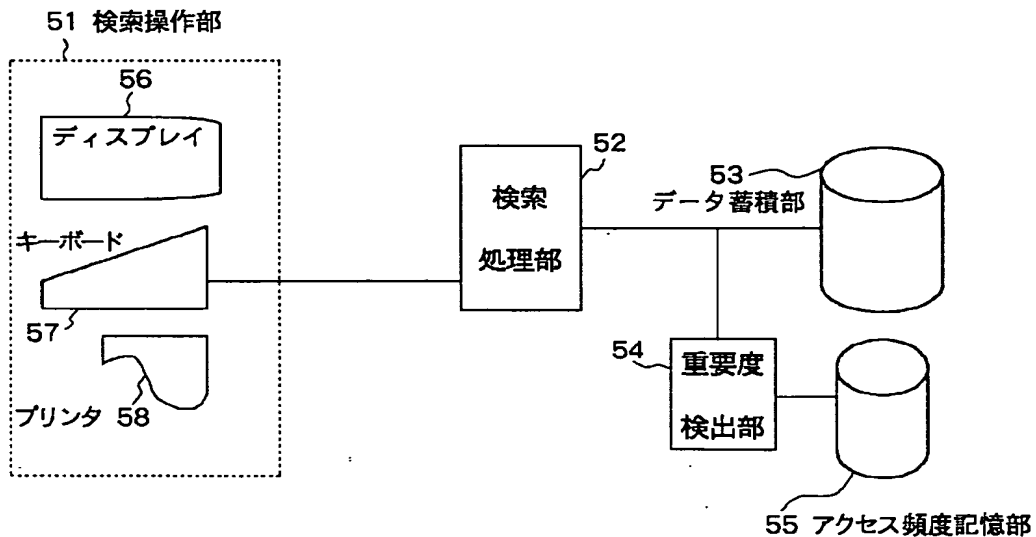 51 検索操作部
56
ディスプレイ
キーボード
57
プリンタ 58
52
検索
処理部
53
データ蓄積部
54
重要度
検出部
55 アクセス頻度記憶部